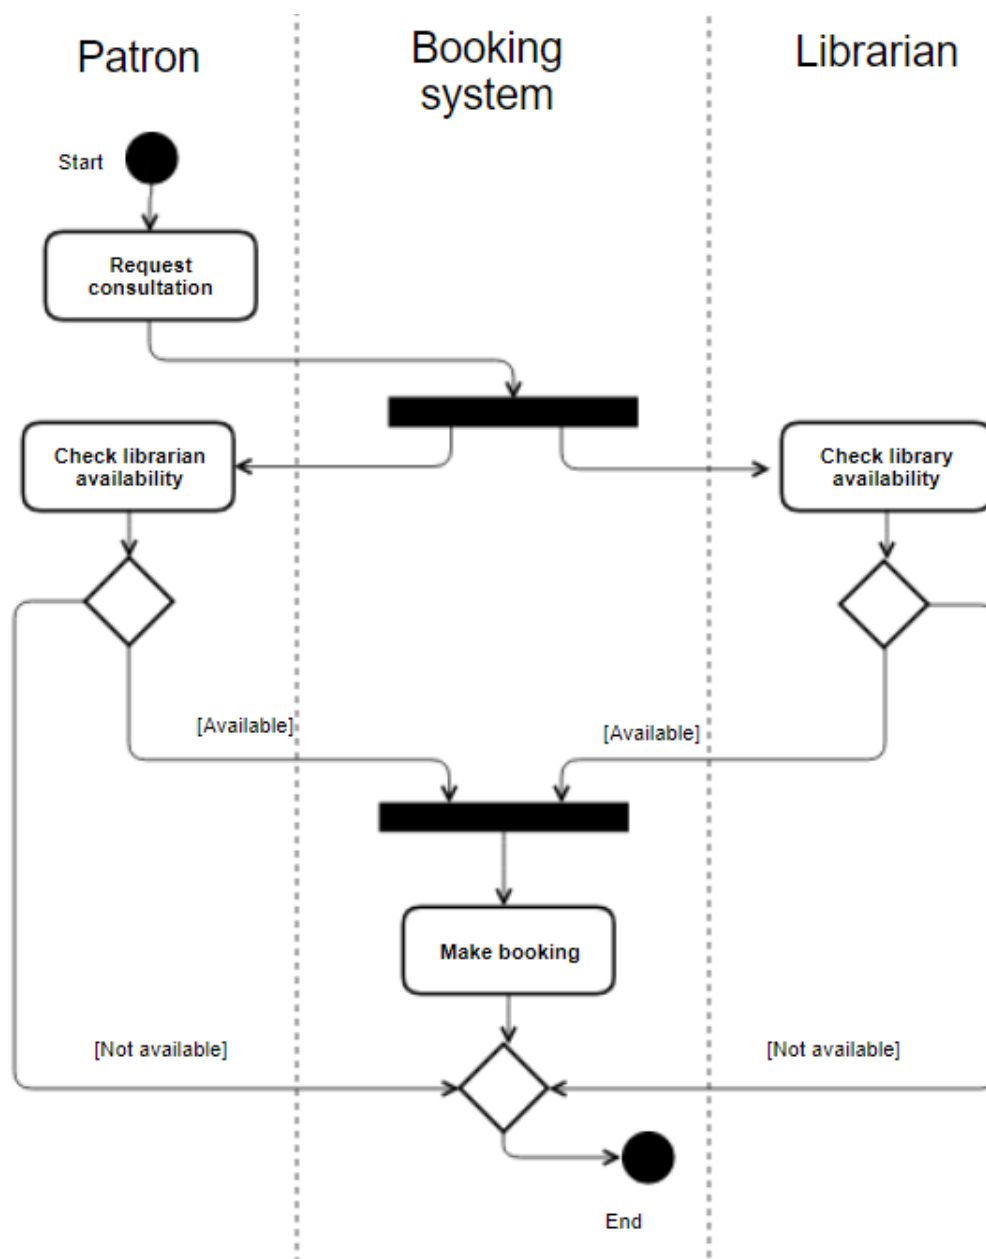 Patron
Booking
system
Librarian
Start
Request
consultation
Check librarian
availability
Check library
availability
[Available]
[Available]
Make booking
[Not available]
[Not available]
End